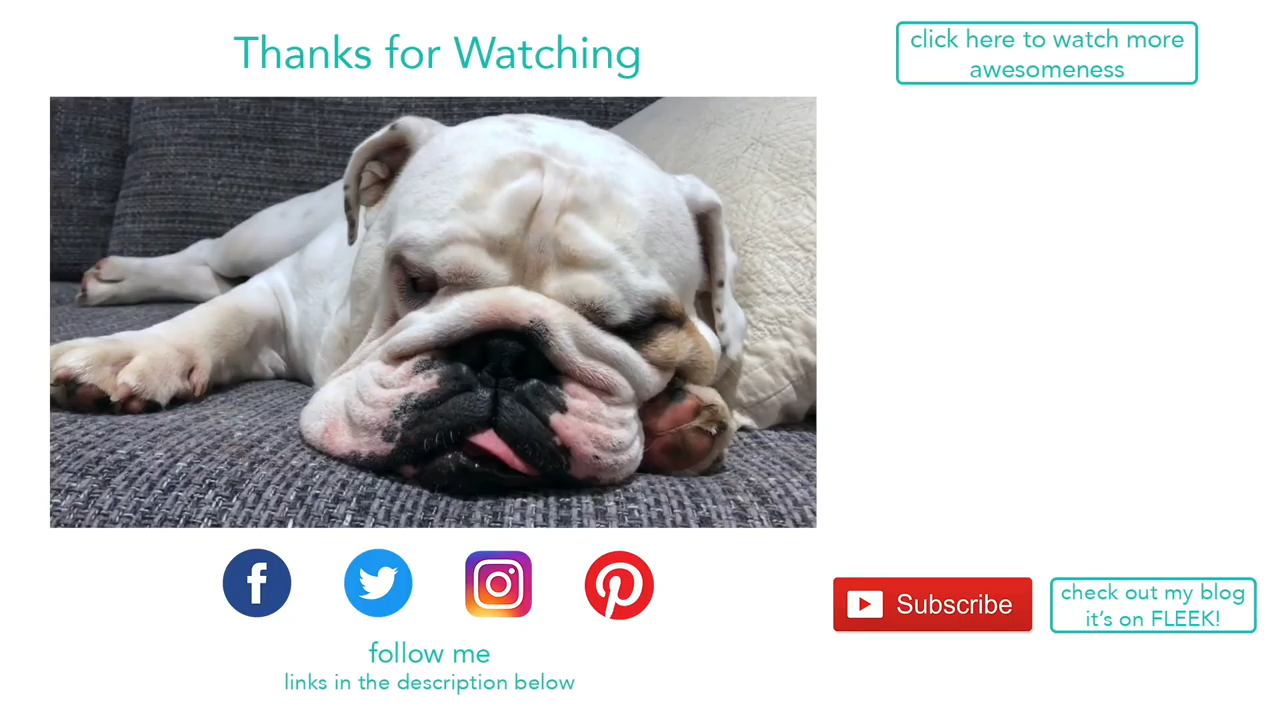 Thanks for Watching
click here to watch more
awesomeness
Subscribe
check out my blog
it's on FLEEK!
follow me
links in the description below